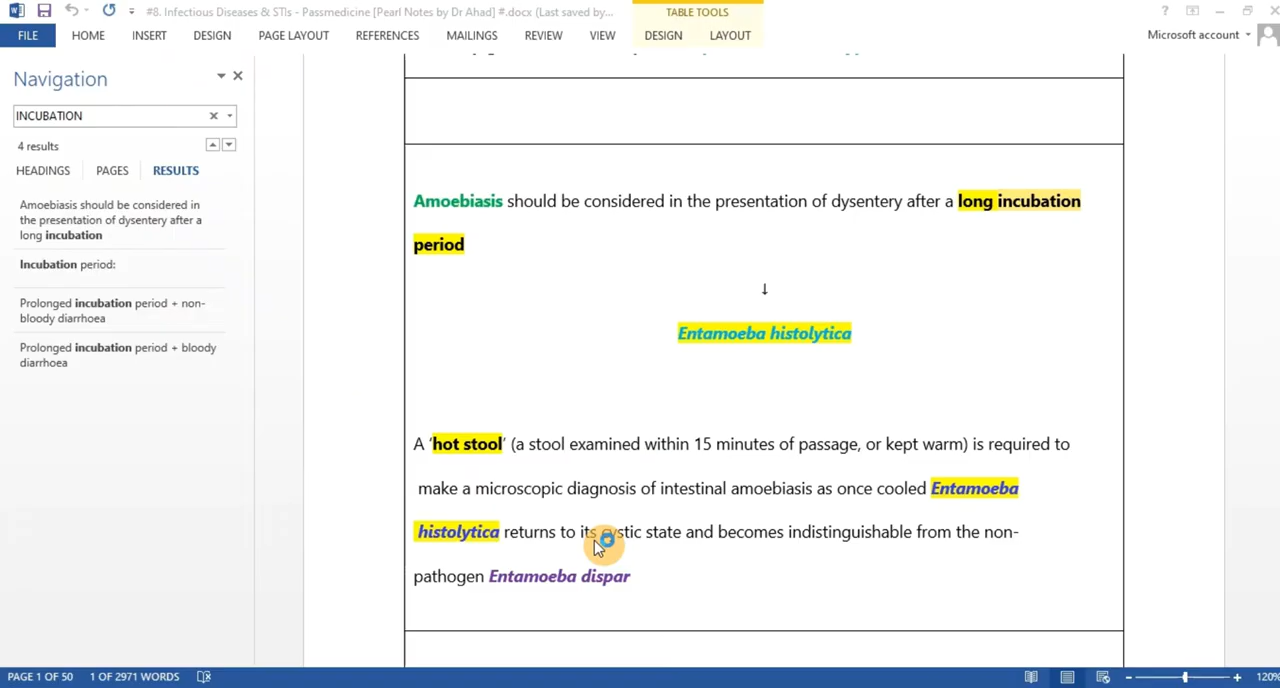 #8. Infectious Diseases & STIs - Passmedicine [Pearl Notes by Dr Ahad] #.docx (Last saved by...
TABLE TOOLS
FILE HOME INSERT DESIGN PAGE LAYOUT REFERENCES MAILINGS REVIEW VIEW DESIGN LAYOUT Microsoft account
Navigation
INCUBATION
4 results
HEADINGS PAGES RESULTS
Amoebiasis should be considered in
the presentation of dysentery after a
long incubation
Incubation period:
Prolonged incubation period + non-
bloody diarrhoea
Prolonged incubation period + bloody
diarrhoea
Amoebiasis should be considered in the presentation of dysentery after a long incubation
period
↓
Entamoeba histolytica
A ‘hot stool’ (a stool examined within 15 minutes of passage, or kept warm) is required to
make a microscopic diagnosis of intestinal amoebiasis as once cooled Entamoeba
histolytica returns to its cystic state and becomes indistinguishable from the non-
pathogen Entamoeba dispar
PAGE 1 OF 50 1 OF 2971 WORDS 120%